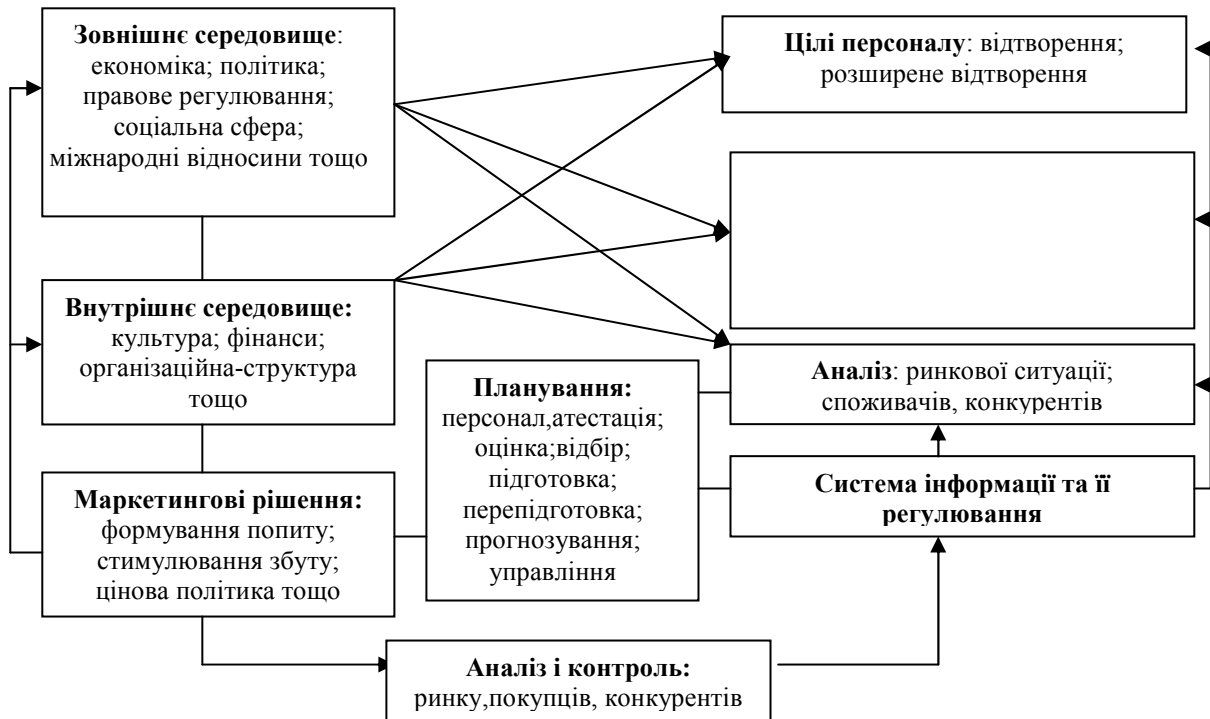 Зовнішнє середовище:
економіка; політика;
правове регулювання;
соціальна сфера;
міжнародні відносини тощо
Цілі персоналу: відтворення;
розширене відтворення
Внутрішнє середовище:
культура; фінанси;
організаційна-структура
тощо
Планування:
персонал,атестація;
оцінка;відбір;
підготовка;
перепідготовка;
прогнозування;
управління
Аналіз: ринкової ситуації;
споживачів, конкурентів
Маркетингові рішення:
формування попиту;
стимулювання збуту;
цінова політика тощо
Система інформації та її
регулювання
Аналіз і контроль:
ринку,покупців, конкурентів